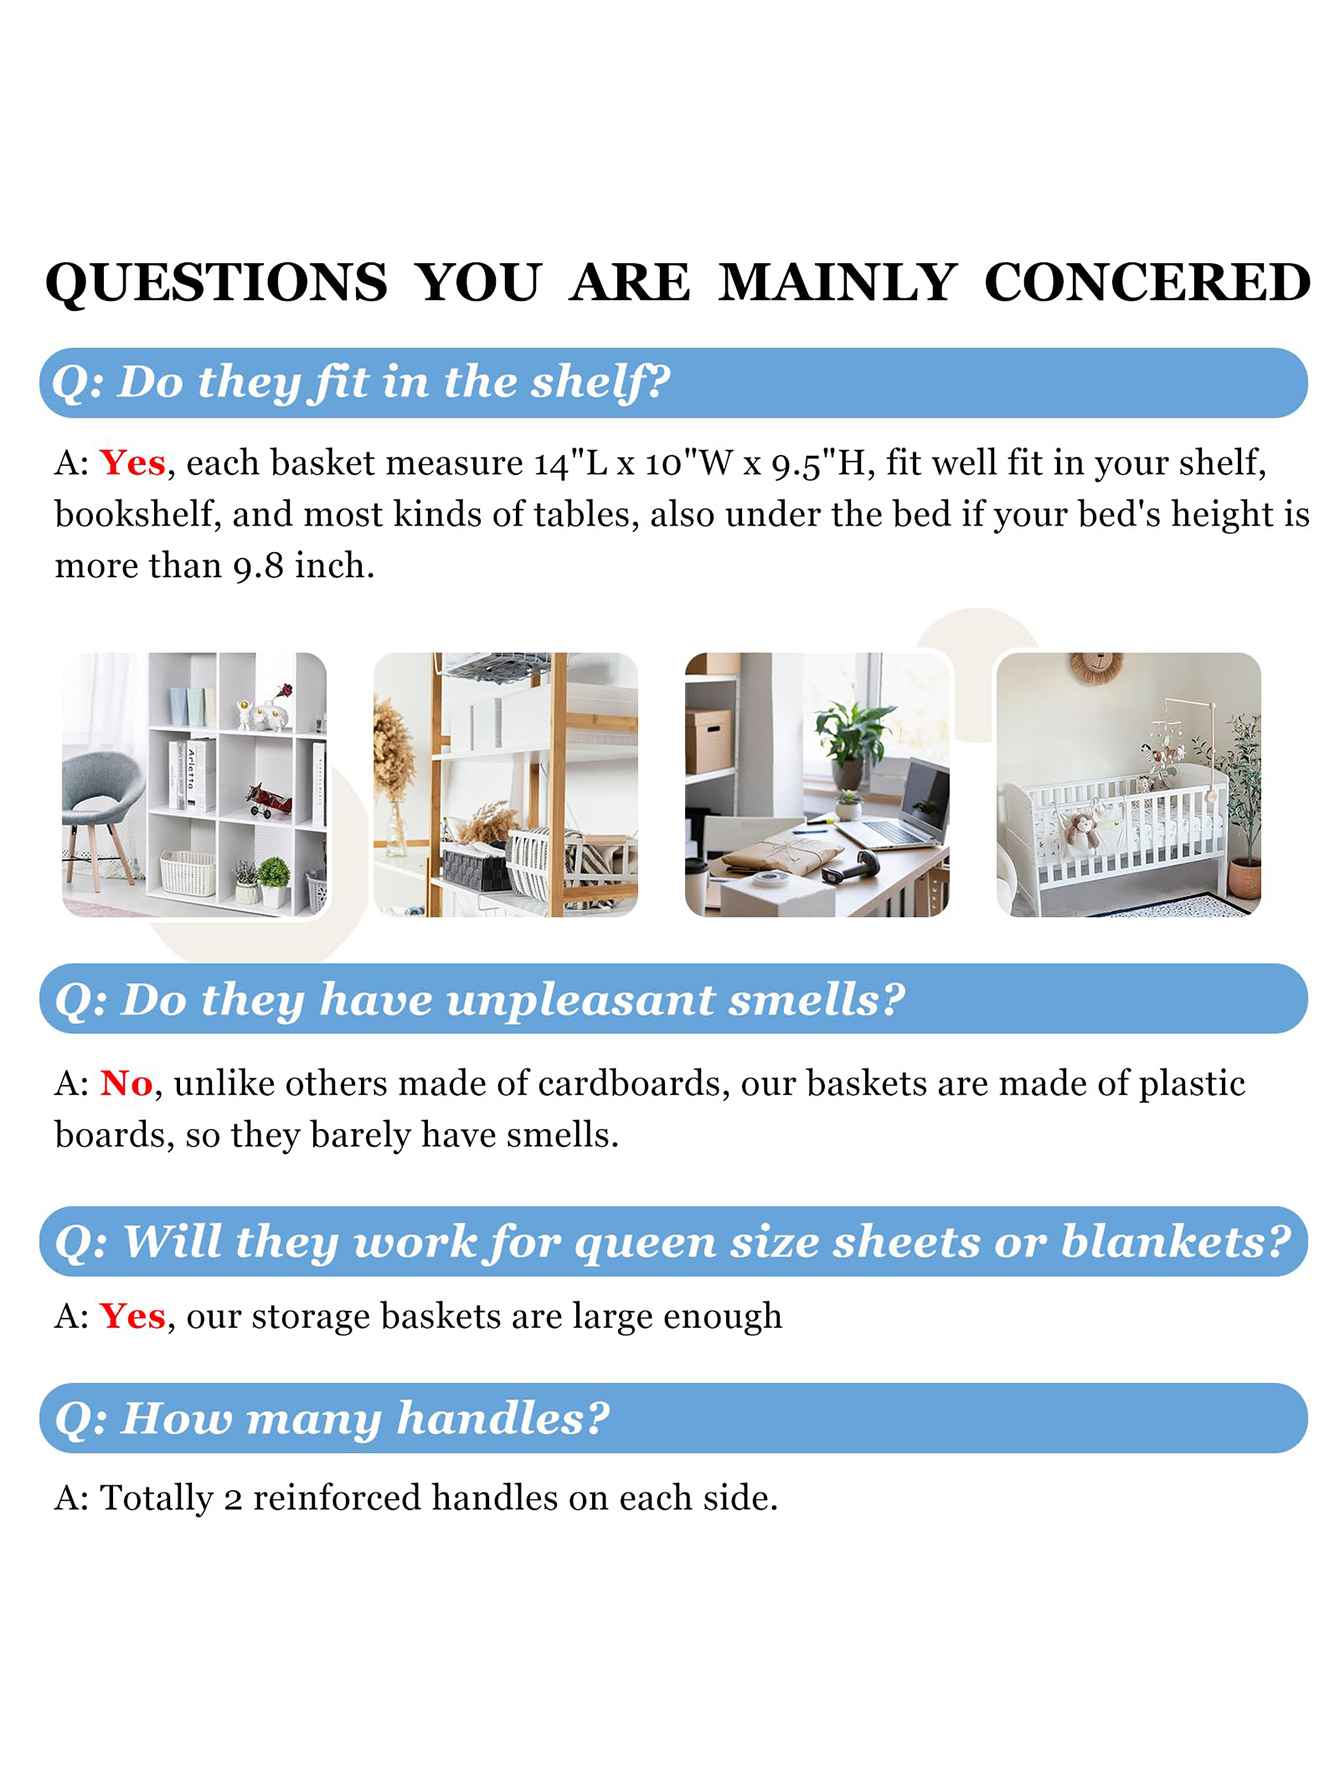 QUESTIONS YOU ARE MAINLY CONCERED
Q: Do they fit in the shelf?
A: Yes, each basket measure 14"L x 10"W x 9.5"H, fit well fit in your shelf,
bookshelf, and most kinds of tables, also under the bed if your bed's height is
more than 9.8 inch.
Arletta
Q: Do they have unpleasant smells?
A: No, unlike others made of cardboards, our baskets are made of plastic
boards, so they barely have smells.
Q: Will they work for queen size sheets or blankets?
A: Yes, our storage baskets are large enough
Q: How many handles?
A: Totally 2 reinforced handles on each side.